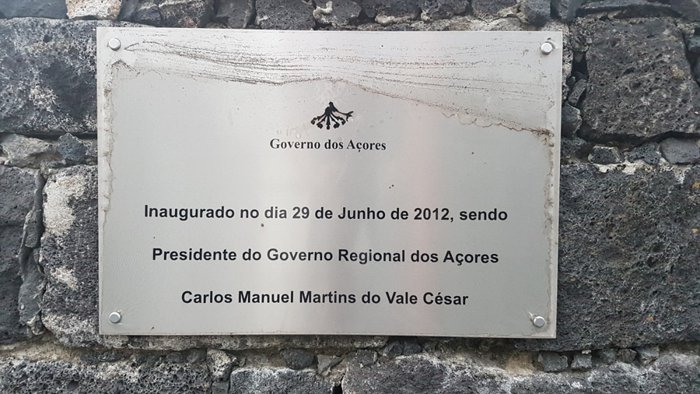 Governo dos Açores
Inaugurado no dia 29 de Junho de 2012, sendo
Presidente do Governo Regional dos Açores
Carlos Manuel Martins do Vale César